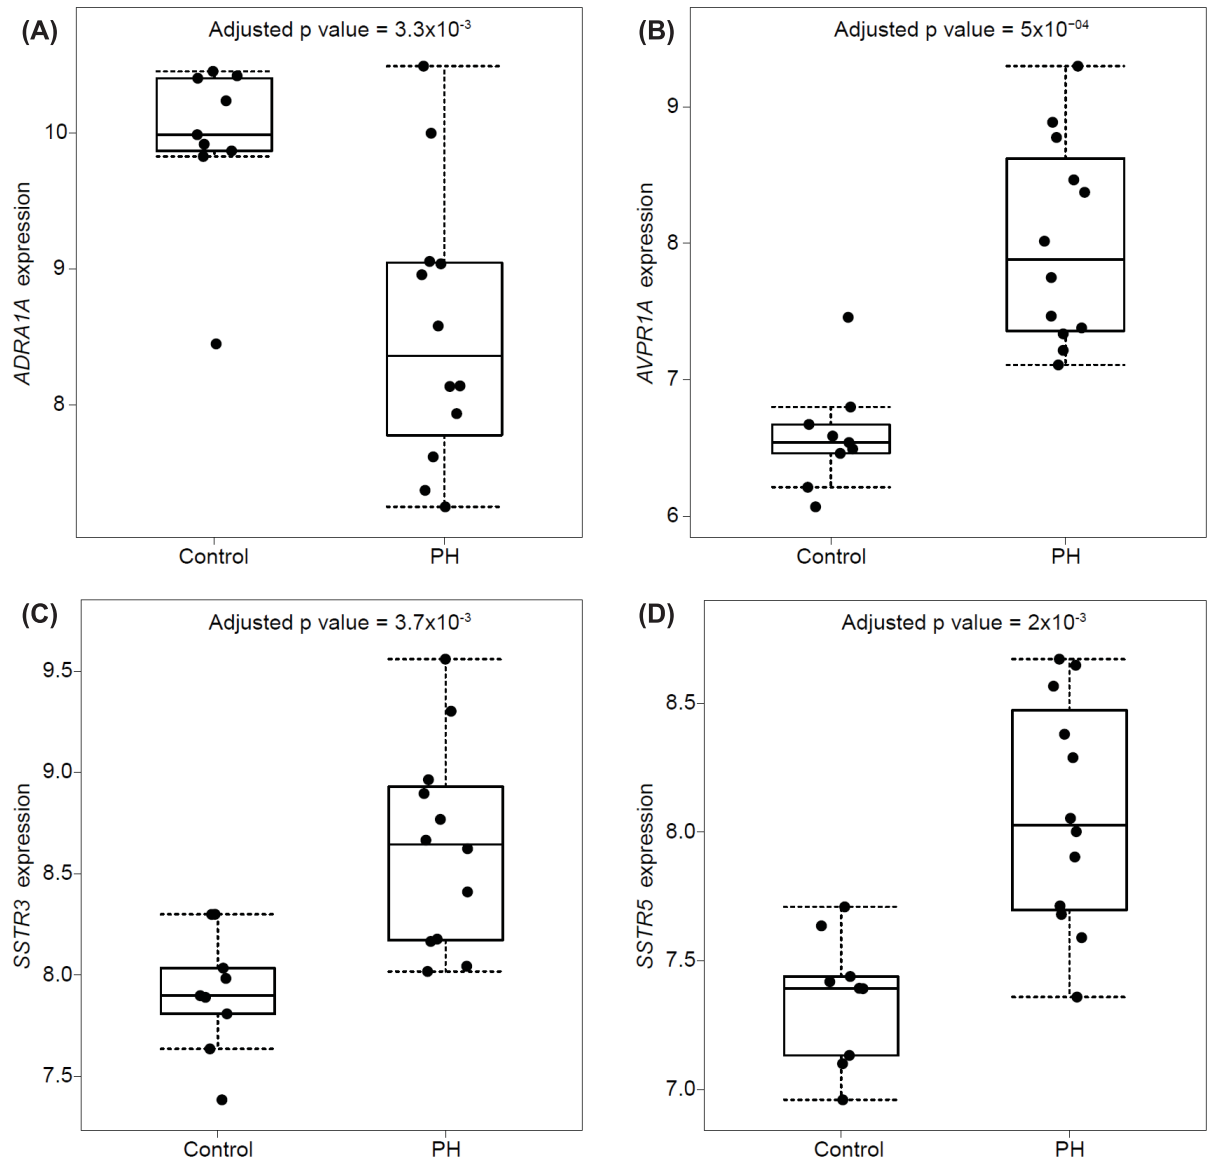 (A)
Adjusted p value = 3.3x10⁻³
10
9
8
ADRA1A expression
Control PH
(B)
Adjusted p value = 5x10⁻⁰⁴
9
8
7
6
AVPR1A expression
Control PH
(C)
Adjusted p value = 3.7x10⁻³
9.5
9.0
8.5
8.0
7.5
SSTR3 expression
Control PH
(D)
Adjusted p value = 2x10⁻³
8.5
8.0
7.5
7.0
SSTR5 expression
Control PH